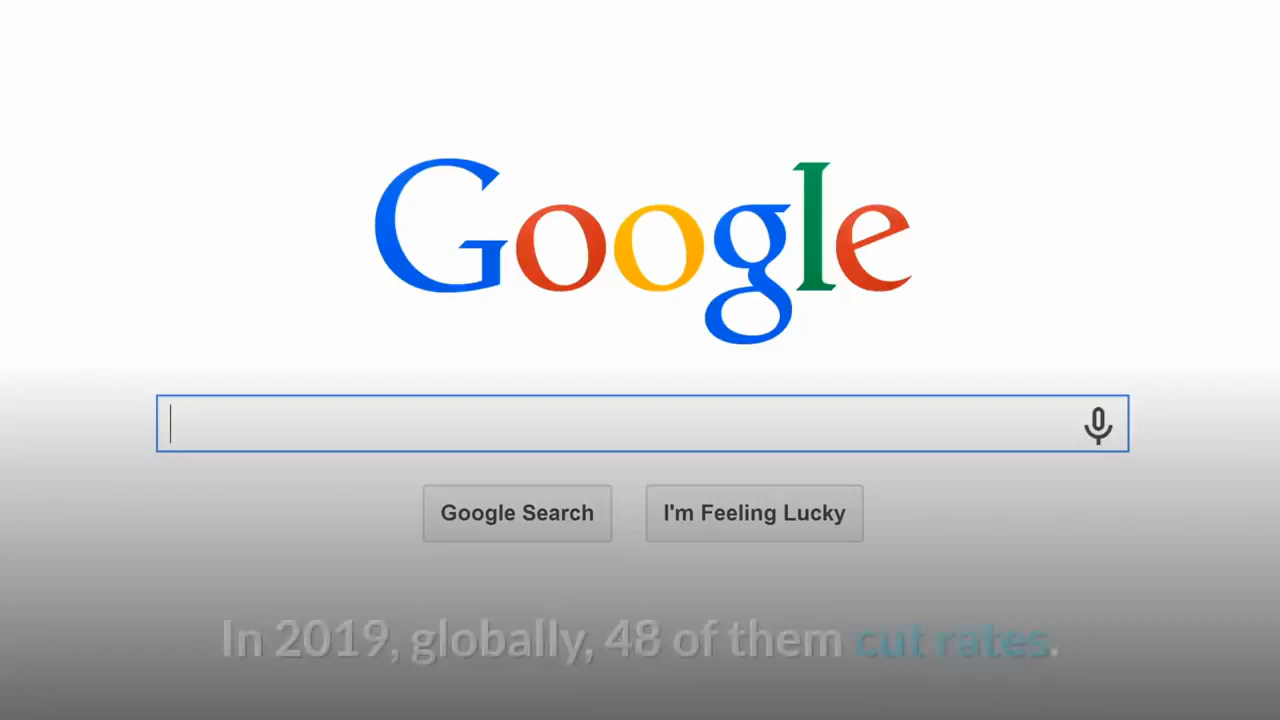 Google
Google Search
I'm Feeling Lucky
In 2019, globally, 48 of them cut rates.